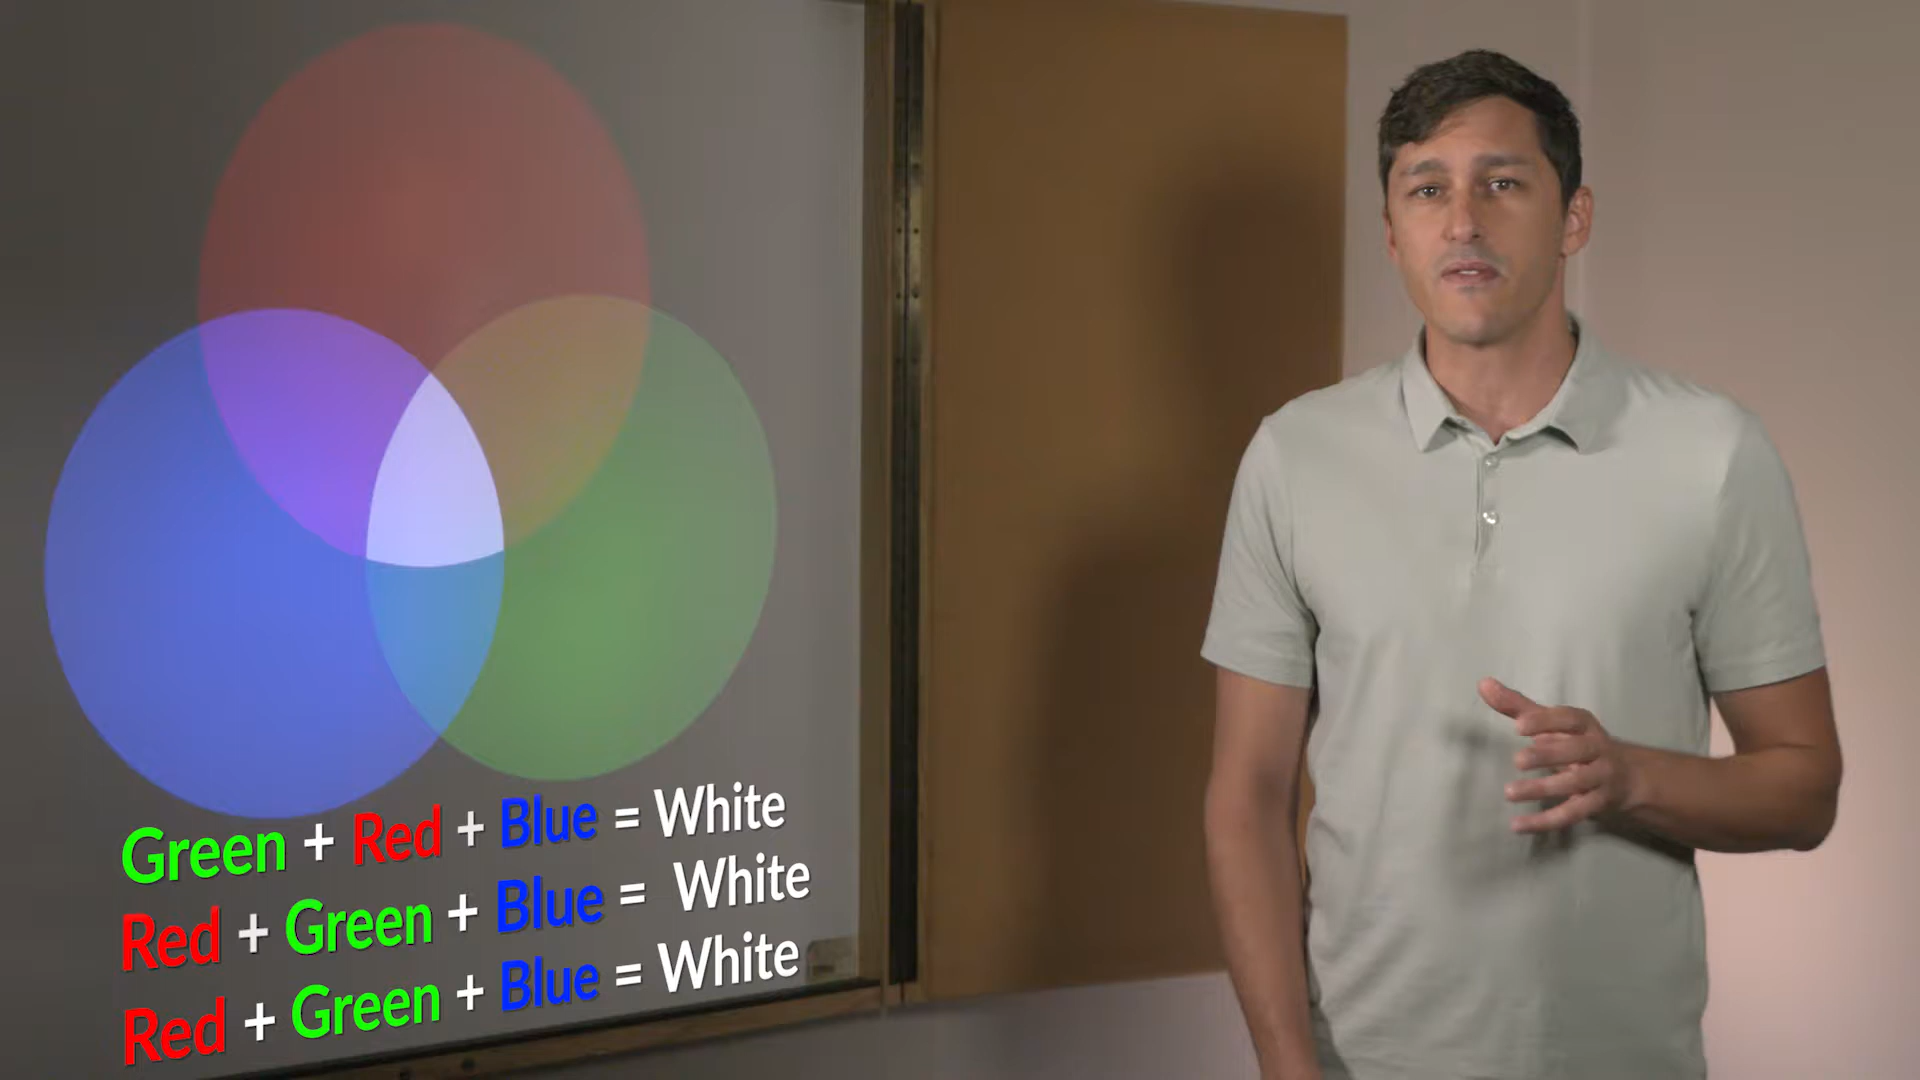 Green + Red + Blue = White
Red + Green + Blue = White
Red + Green + Blue = White